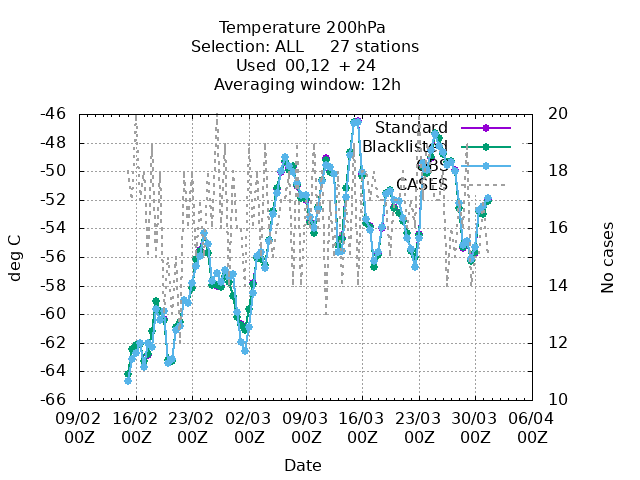 Temperature 200hPa
Selection: ALL 27 stations
Used 00,12 + 24
Averaging window: 12h
-46 20
Standard
-48
Blacklisted
OBS
-50 18
CASES
-52
-54
-56 16
deg C
No cases
-58
-60 14
-62
-64 12
-66 10
09/02 16/02 23/02 02/03 09/03 16/03 23/03 30/03 06/04
00Z 00Z 00Z 00Z 00Z 00Z 00Z 00Z 00Z
Date